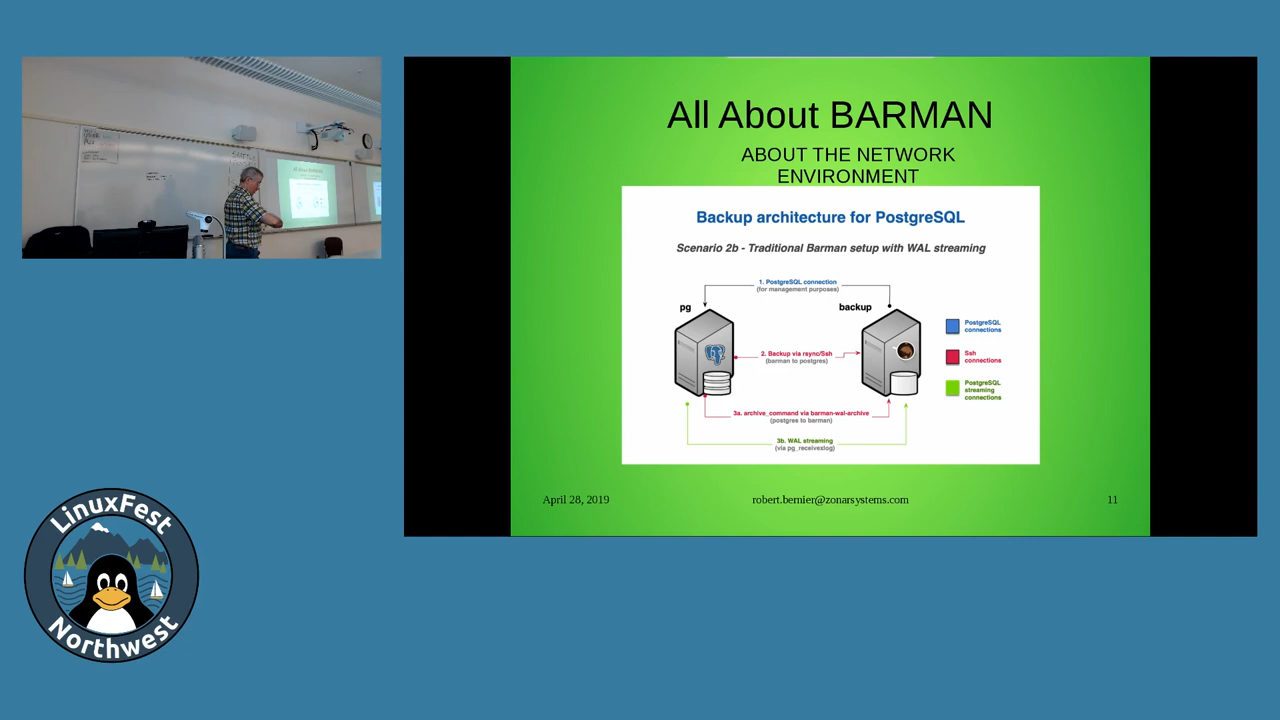 All About BARMAN
ABOUT THE NETWORK
ENVIRONMENT
Backup architecture for PostgreSQL
Scenario 2b - Traditional Barman setup with WAL streaming
1. PostgreSQL connection
(for management purposes)
pg
backup
2. Backup via rsync/Ssh
(barman to postgres)
3a. archive_command via barman-wal-archive
(postgres to barman)
3b. WAL streaming
(via pg_receivexlog)
PostgreSQL
connections
Ssh
connections
PostgreSQL
streaming
connections
April 28, 2019
robert.bernier@zonarsystems.com
11
LinuxFest
Northwest